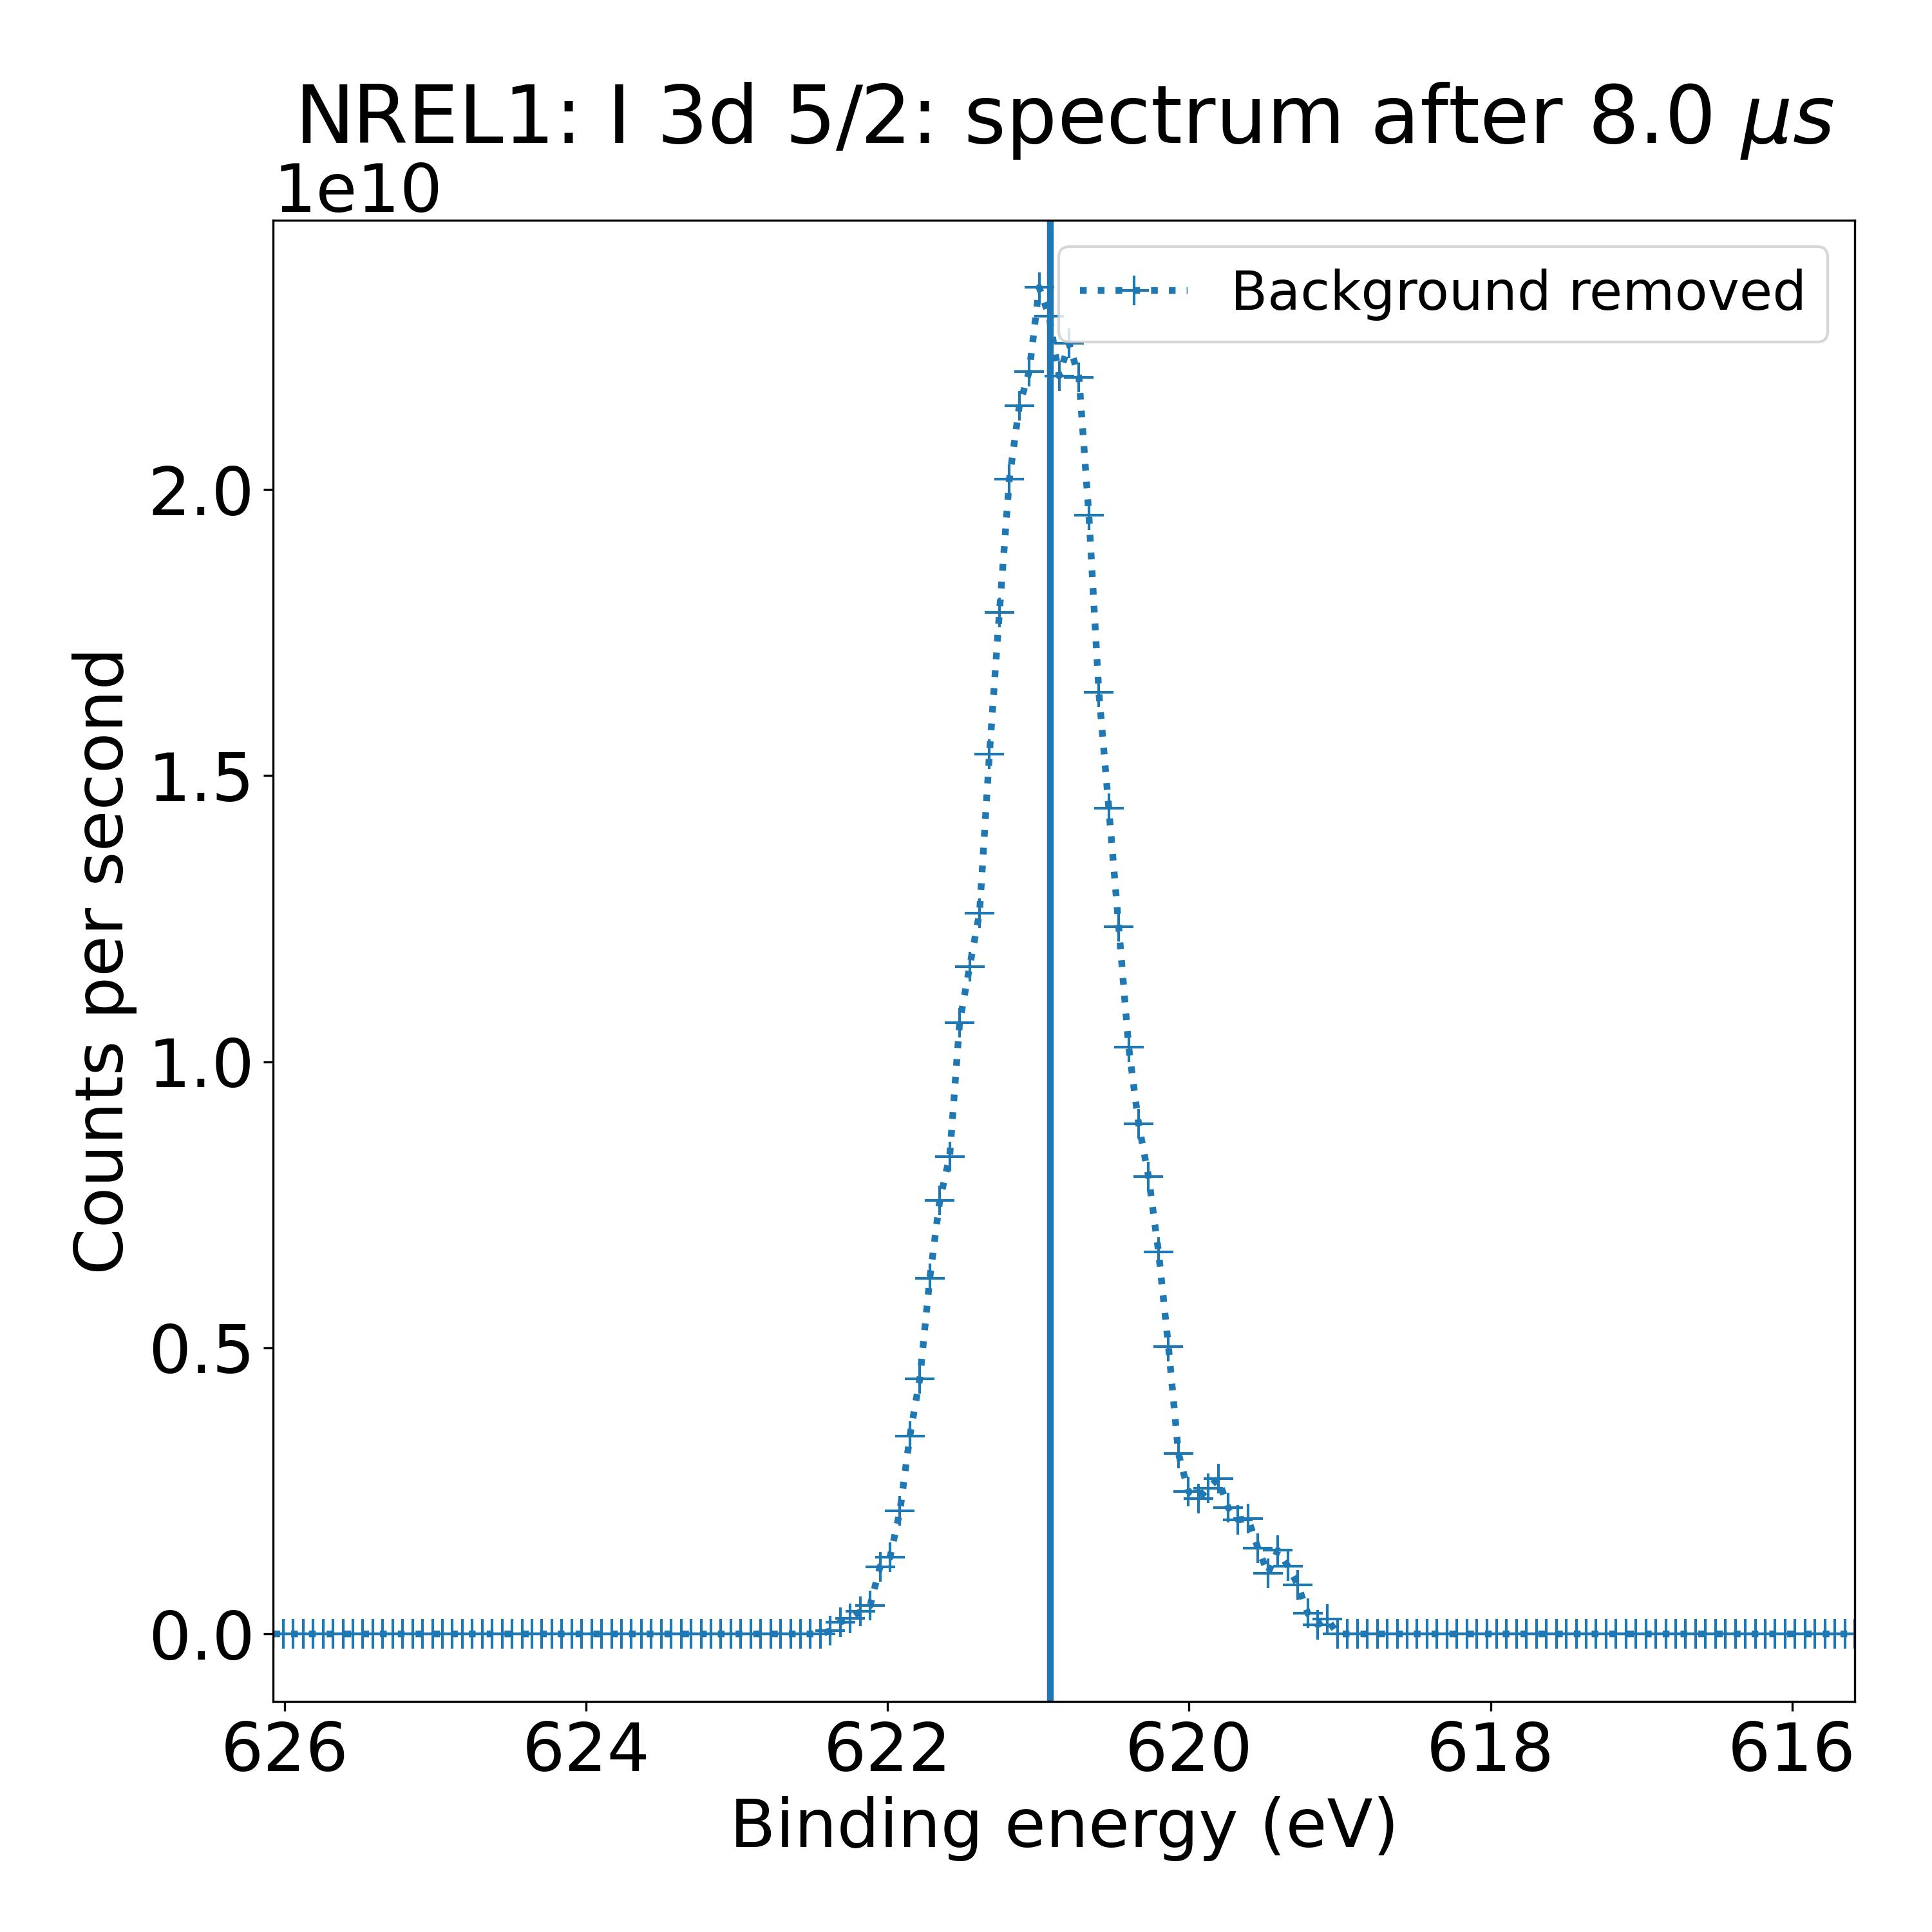 NREL1: I 3d 5/2: spectrum after 8.0 μs
1e10
Background removed
2.0
1.5
1.0
0.5
0.0
Counts per second
626 624 622 620 618 616
Binding energy (eV)